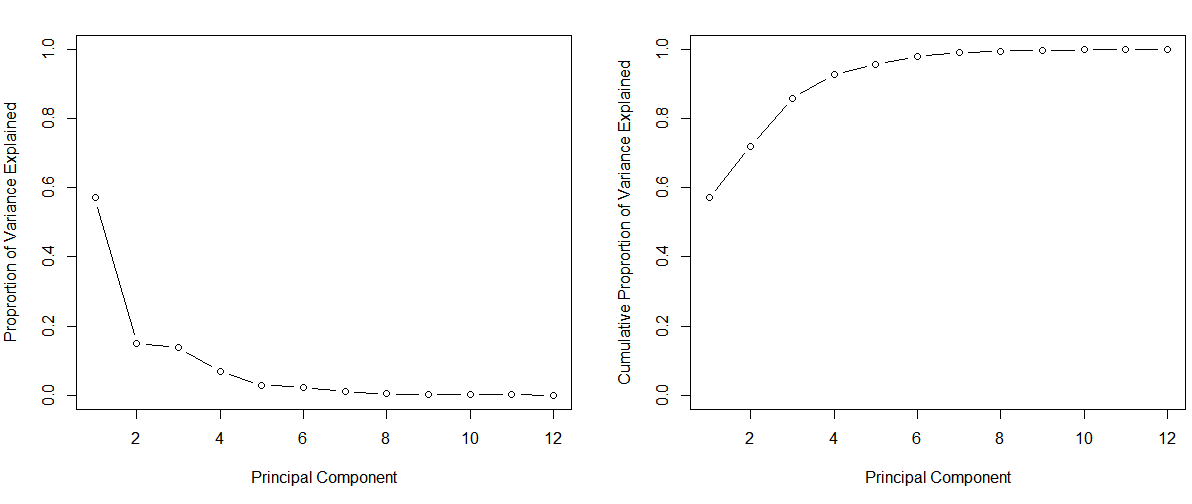 Proprortion of Variance Explained
1.0
0.8
0.6
0.4
0.2
0.0
2 4 6 8 10 12
Principal Component
Cumulative Proprortion of Variance Explained
1.0
0.8
0.6
0.4
0.2
0.0
2 4 6 8 10 12
Principal Component